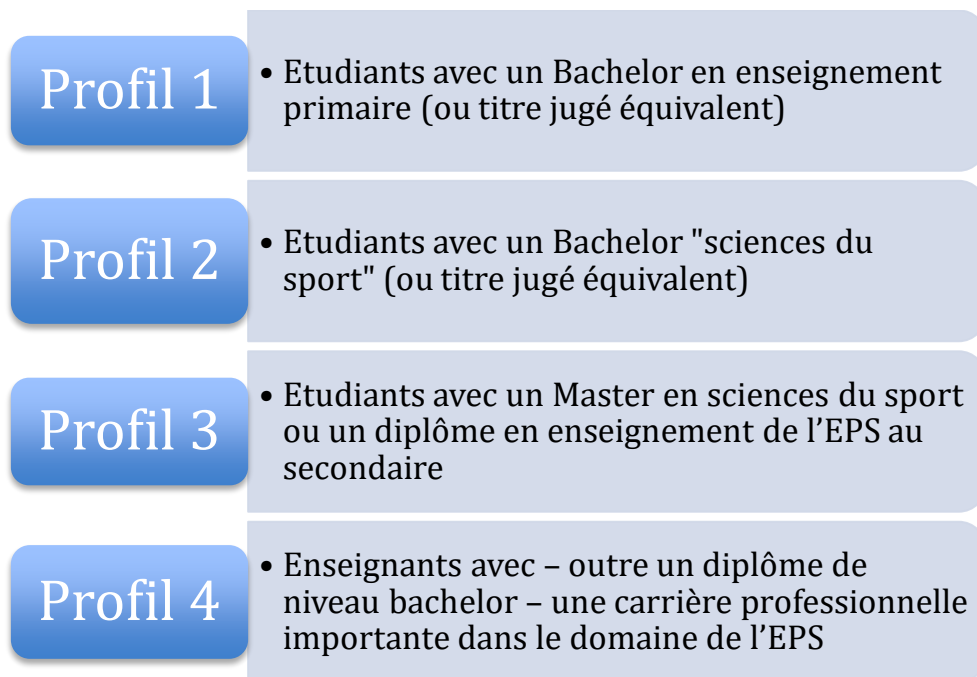 Profil 1
• Etudiants avec un Bachelor en enseignement
primaire (ou titre jugé équivalent)
Profil 2
• Etudiants avec un Bachelor "sciences du
sport" (ou titre jugé équivalent)
Profil 3
• Etudiants avec un Master en sciences du sport
ou un diplôme en enseignement de l’EPS au
secondaire
Profil 4
• Enseignants avec – outre un diplôme de
niveau bachelor – une carrière professionnelle
importante dans le domaine de l’EPS